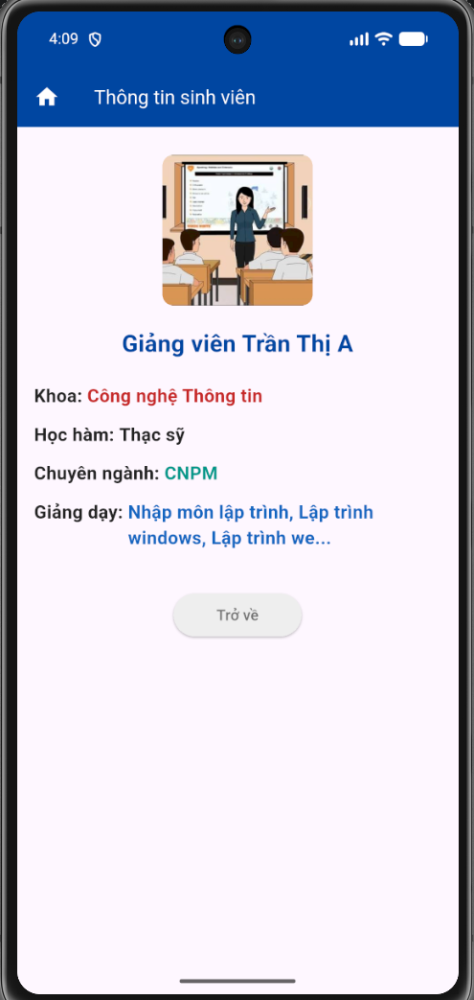 4:09
Thông tin sinh viên
Giảng viên Trần Thị A
Khoa: Công nghệ Thông tin
Học hàm: Thạc sỹ
Chuyên ngành: CNPM
Giảng dạy: Nhập môn lập trình, Lập trình
windows, Lập trình we...
Trở về